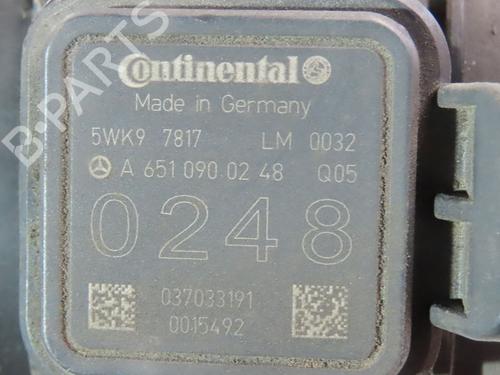 Continental
Made in Germany
5WK9 7817 LM 0032
A 651 090 02 48 Q05
0248
037033191
0015492
B-PARTS